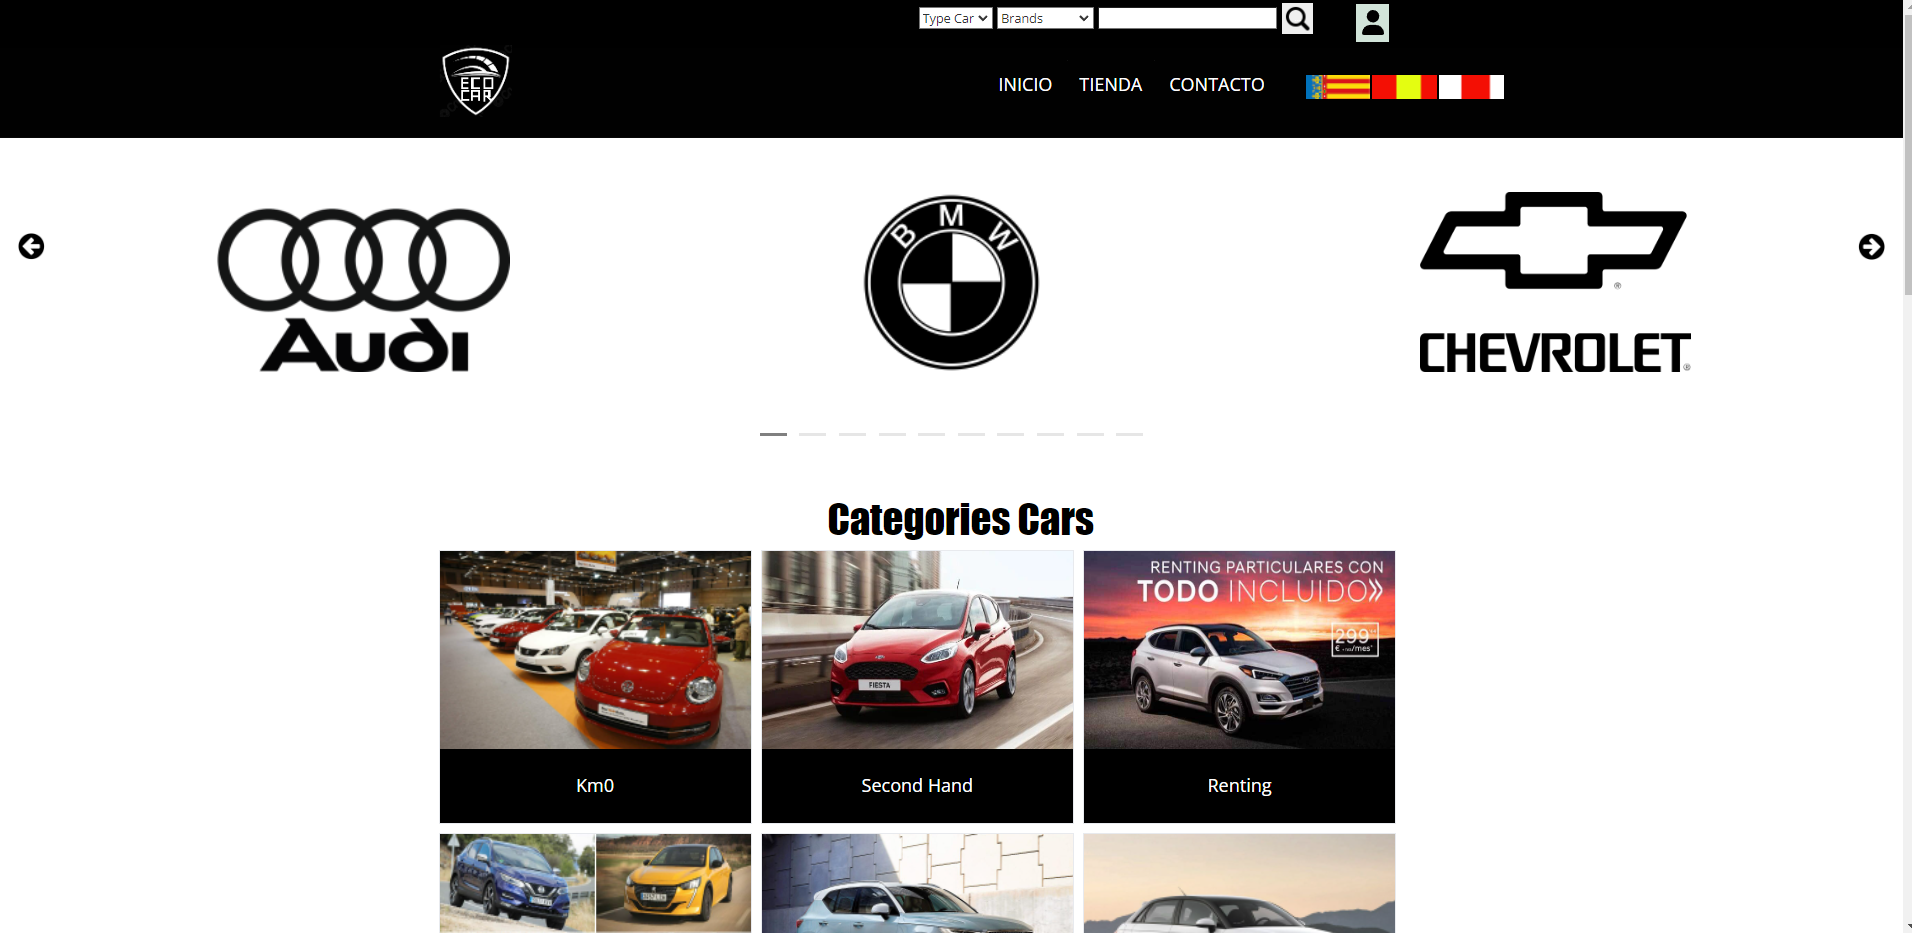 Type Car
Brands
ECO
CAR
INICIO
TIENDA
CONTACTO
Audi
BMW
®
CHEVROLET®
Categories Cars
RENTING PARTICULARES CON
TODO INCLUIDO»
299
€ /mes*
FIESTA
Km0
Second Hand
Renting